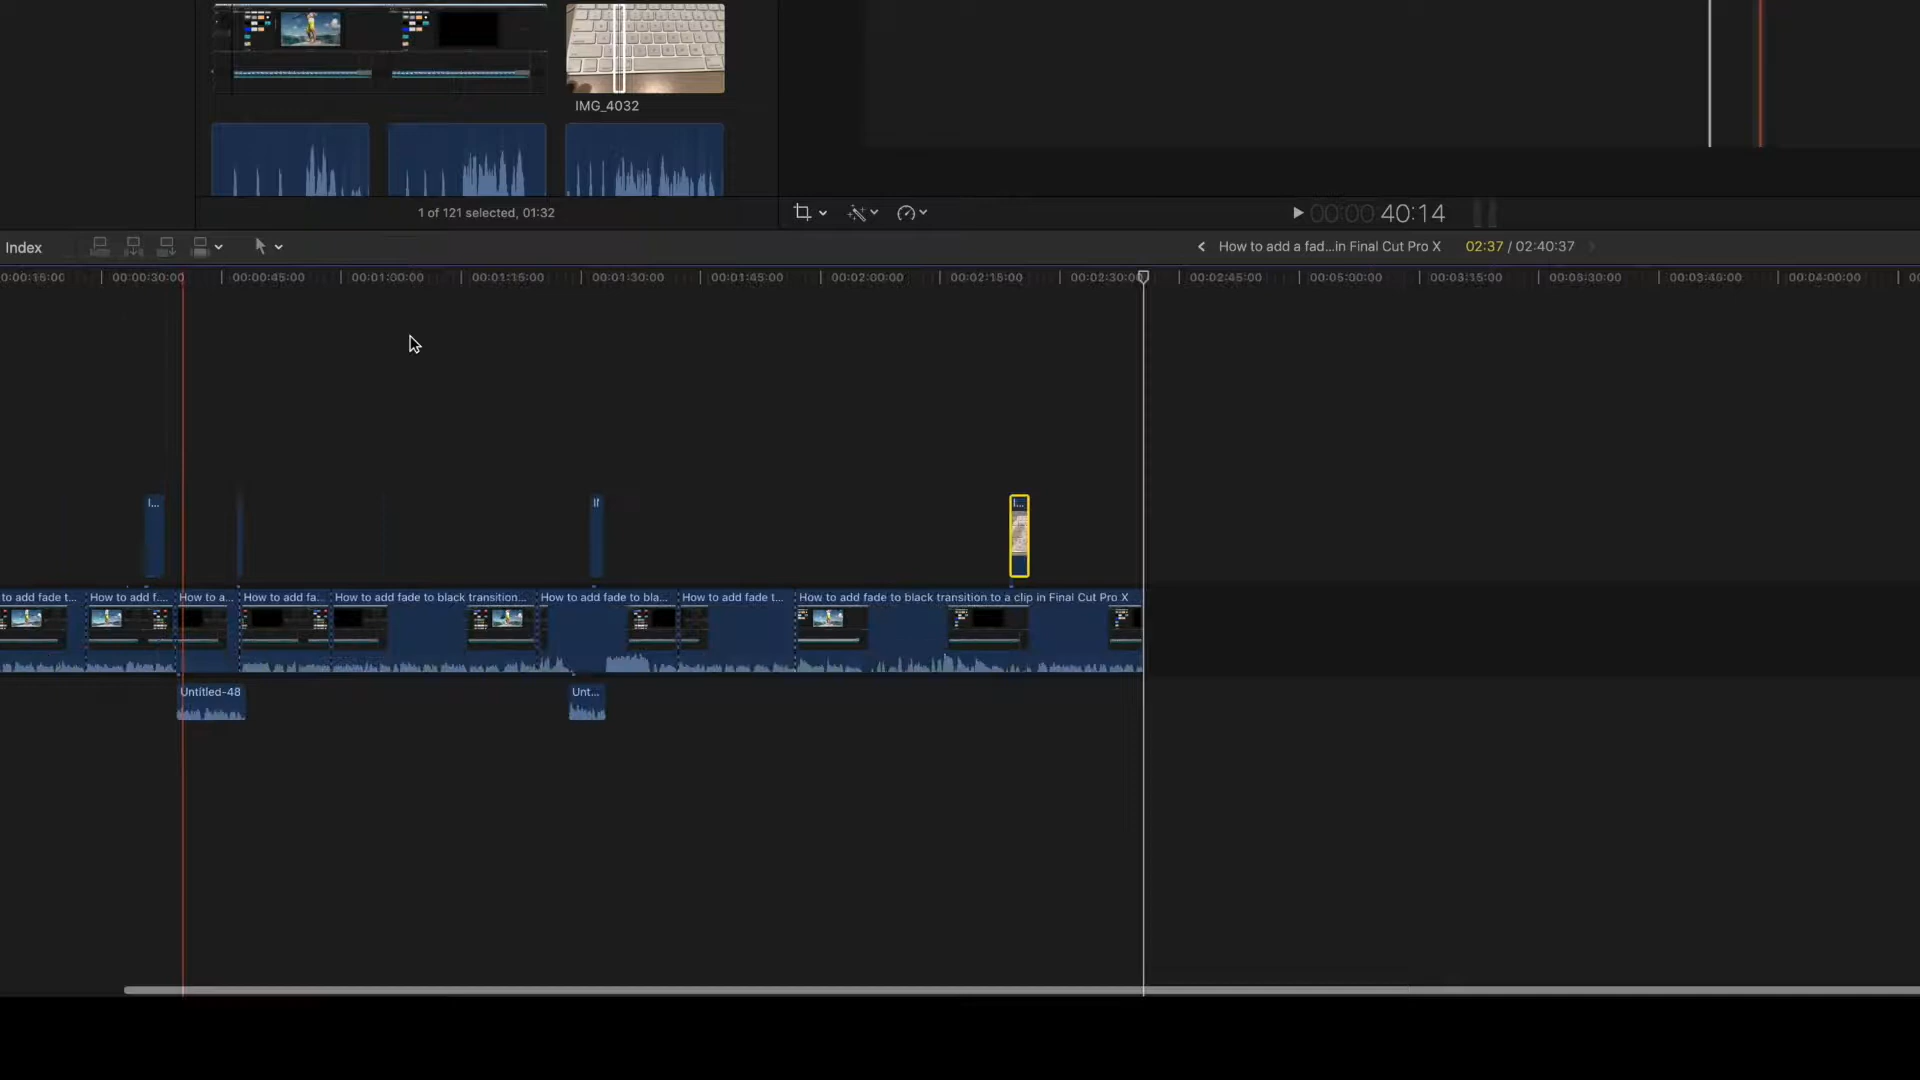 IMG_4032
1 of 121 selected, 01:32
00:00 40:14
Index
How to add a fad...in Final Cut Pro X
02:37 / 02:40:37
0:00:15:00
00:00:30:00
00:00:45:00
00:01:00:00
00:01:15:00
00:01:30:00
00:01:45:00
00:02:00:00
00:02:15:00
00:02:30:00
00:02:45:00
00:05:00:00
00:03:15:00
00:08:30:00
00:03:45:00
00:04:00:00
I...
I...
to add fade t...
How to add f....
How to a...
How to add fa...
How to add fade to black transition...
How to add fade to bla...
How to add fade t...
How to add fade to black transition to a clip in Final Cut Pro X
Untitled-48
Unt...